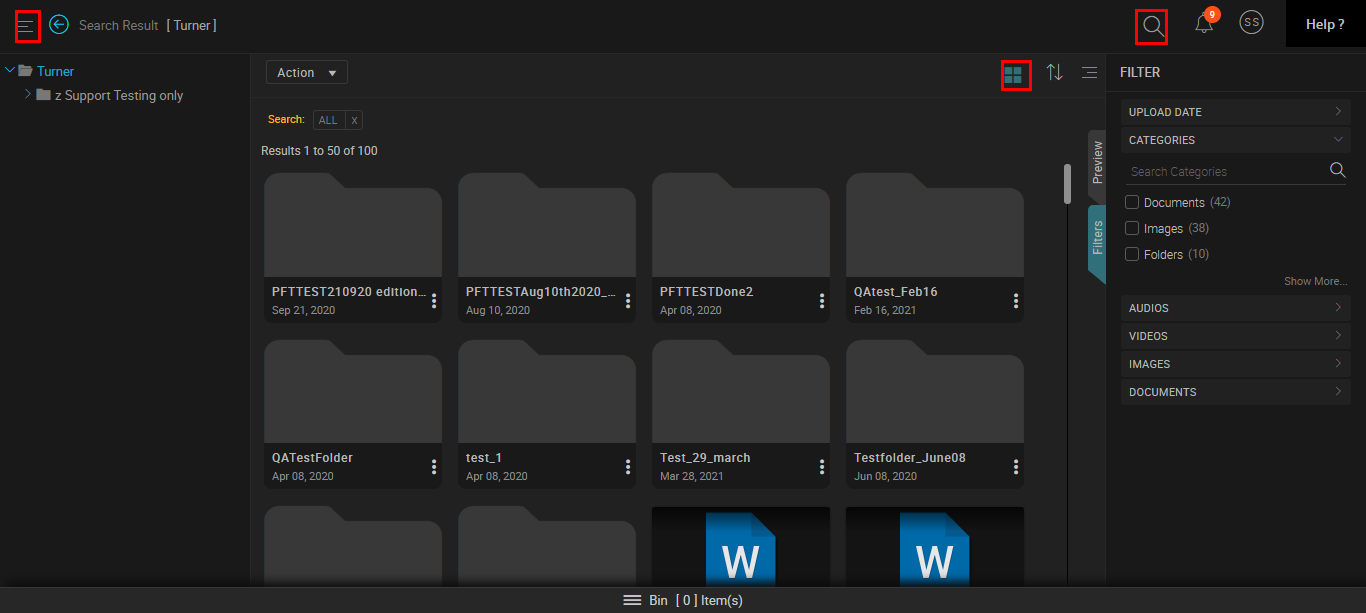 Search Result [ Turner ]
9
SS
Help ?
Turner
z Support Testing only
Action
Search: ALL x
Results 1 to 50 of 100
PFTTEST210920 edition...
Sep 21, 2020
PFTTESTAug10th2020_...
Aug 10, 2020
PFTTESTDone2
Apr 08, 2020
QAtest_Feb16
Feb 16, 2021
QATestFolder
Apr 08, 2020
test_1
Apr 08, 2020
Test_29_march
Mar 28, 2021
Testfolder_June08
Jun 08, 2020
W
W
Preview
Filters
FILTER
UPLOAD DATE
CATEGORIES
Search Categories
Documents (42)
Images (38)
Folders (10)
Show More...
AUDIOS
VIDEOS
IMAGES
DOCUMENTS
Bin [ 0 ] Item(s)